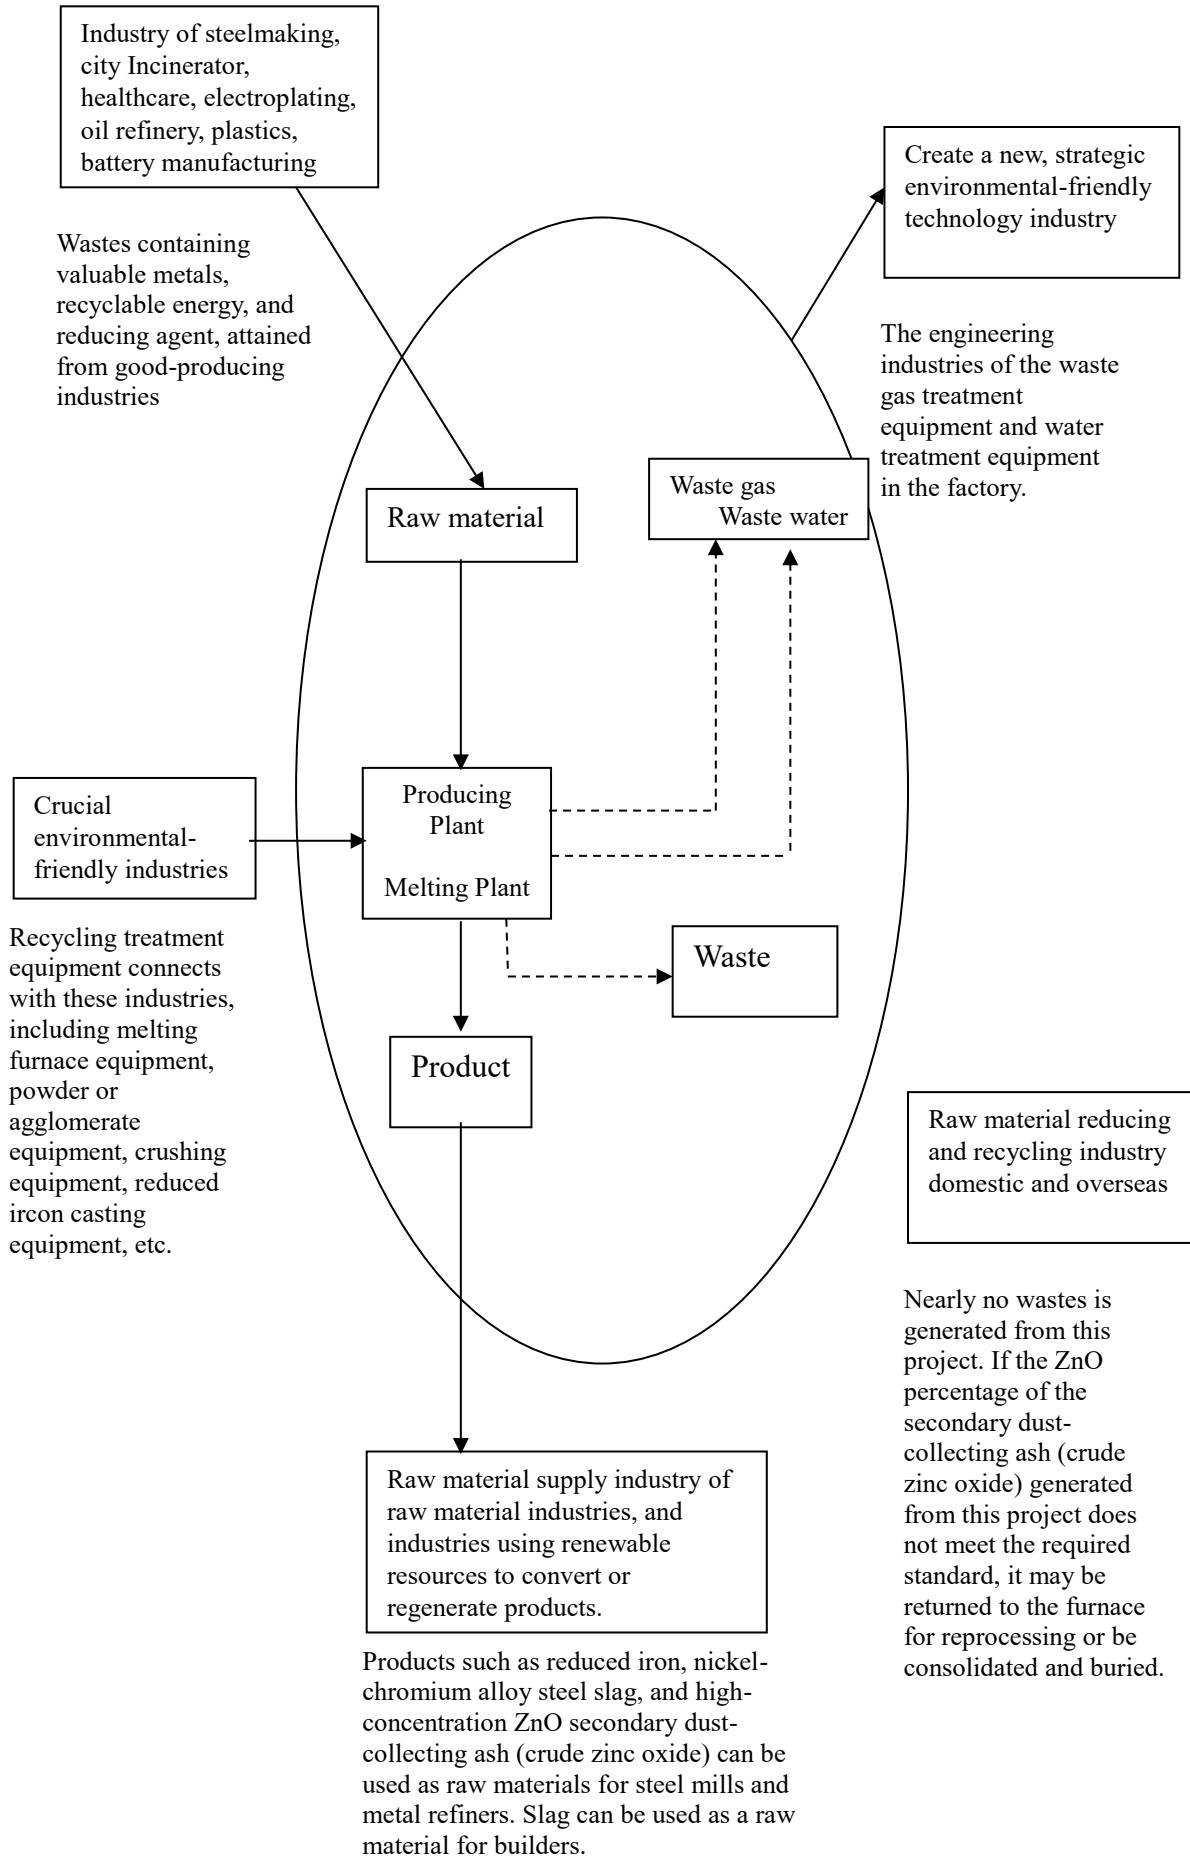 Industry of steelmaking,
city Incinerator,
healthcare, electroplating,
oil refinery, plastics,
battery manufacturing
Wastes containing
valuable metals,
recyclable energy, and
reducing agent, attained
from good-producing
industries
Create a new, strategic
environmental-friendly
technology industry
The engineering
industries of the waste
gas treatment
equipment and water
treatment equipment
in the factory.
Raw material
Waste gas
Waste water
Crucial
environmental-
friendly industries
Producing
Plant
Melting Plant
Recycling treatment
equipment connects
with these industries,
including melting
furnace equipment,
powder or
agglomerate
equipment, crushing
equipment, reduced
ircon casting
equipment, etc.
Waste
Product
Raw material reducing
and recycling industry
domestic and overseas
Nearly no wastes is
generated from this
project. If the ZnO
percentage of the
secondary dust-
collecting ash (crude
zinc oxide) generated
from this project does
not meet the required
standard, it may be
returned to the furnace
for reprocessing or be
consolidated and buried.
Raw material supply industry of
raw material industries, and
industries using renewable
resources to convert or
regenerate products.
Products such as reduced iron, nickel-
chromium alloy steel slag, and high-
concentration ZnO secondary dust-
collecting ash (crude zinc oxide) can be
used as raw materials for steel mills and
metal refiners. Slag can be used as a raw
material for builders.